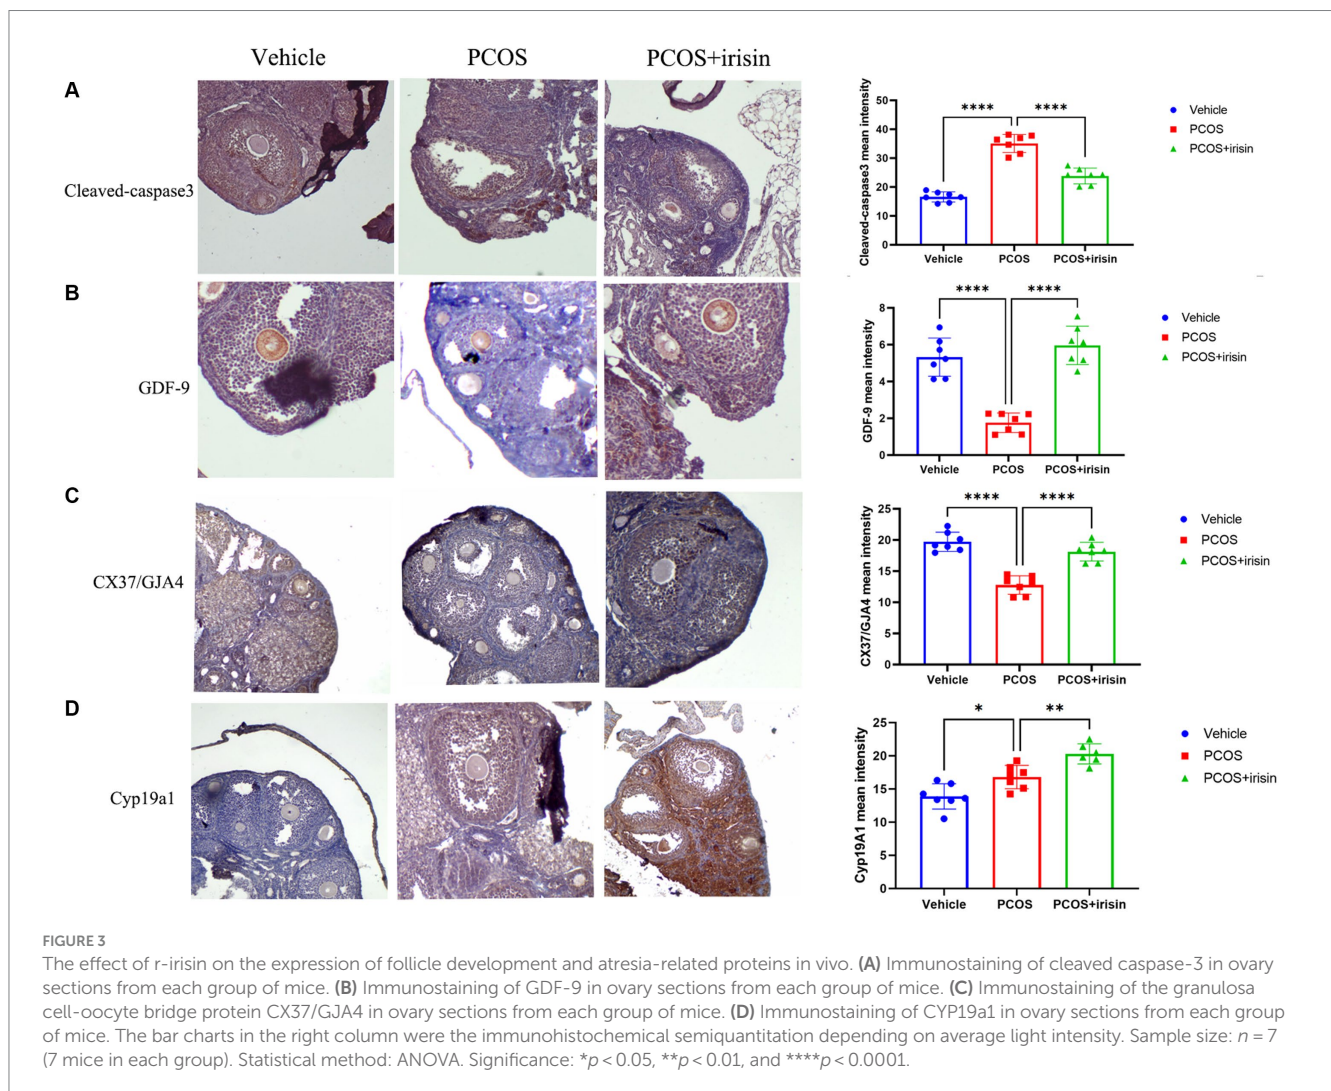 Vehicle PCOS PCOS+irisin
A
Cleaved-caspase3
Cleaved-caspase3 mean intensity
50
40
30
20
10
0
**** ****
Vehicle PCOS PCOS+irisin
Vehicle
PCOS
PCOS+irisin
B
GDF-9
GDF-9 mean intensity
8
6
4
2
0
**** ****
Vehicle PCOS PCOS+irisin
Vehicle
PCOS
PCOS+irisin
C
CX37/GJA4
CX37/GJA4 mean intensity
25
20
15
10
5
0
**** ****
Vehicle PCOS PCOS+irisin
Vehicle
PCOS
PCOS+irisin
D
Cyp19a1
Cyp19A1 mean intensity
25
20
15
10
5
0
* **
Vehicle PCOS PCOS+irisin
Vehicle
PCOS
PCOS+irisin
FIGURE 3
The effect of r-irisin on the expression of follicle development and atresia-related proteins in vivo. (A) Immunostaining of cleaved caspase-3 in ovary
sections from each group of mice. (B) Immunostaining of GDF-9 in ovary sections from each group of mice. (C) Immunostaining of the granulosa
cell-oocyte bridge protein CX37/GJA4 in ovary sections from each group of mice. (D) Immunostaining of CYP19a1 in ovary sections from each group
of mice. The bar charts in the right column were the immunohistochemical semiquantitation depending on average light intensity. Sample size: n = 7
(7 mice in each group). Statistical method: ANOVA. Significance: *p < 0.05, **p < 0.01, and ****p < 0.0001.